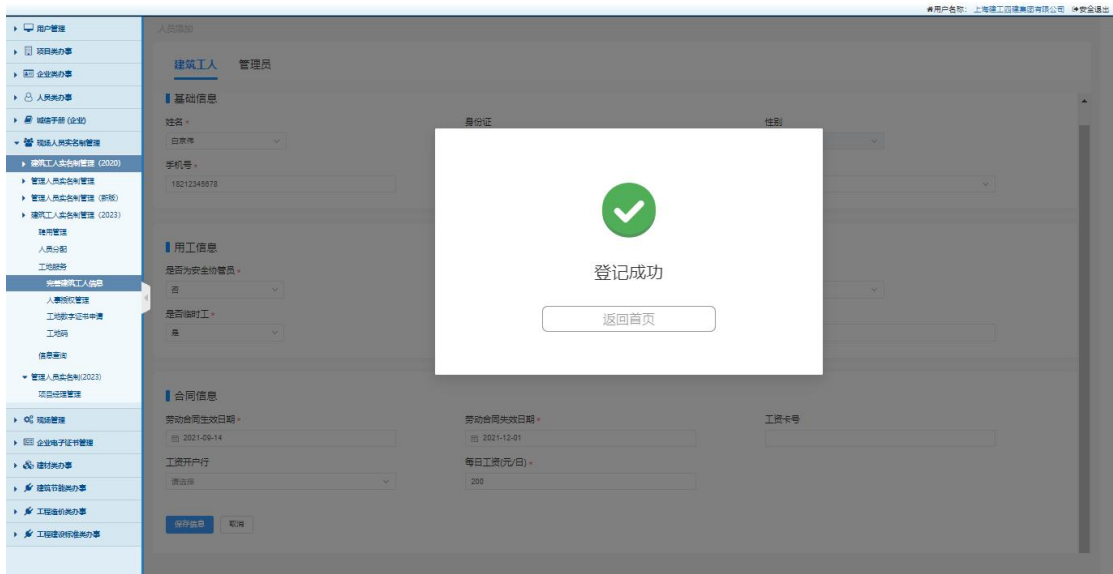 用户名称: 上海建工四建集团有限公司 安全退出
用户管理
项目类办事
企业类办事
人员类办事
诚信手册 (企业)
现场人员实名制管理
建筑工人实名制管理 (2020)
管理人员实名制管理
管理人员实名制管理 (新版)
建筑工人实名制管理 (2023)
聘用管理
人员分配
工地服务
完善建筑工人信息
人事授权管理
工地数字证书申请
工地码
信息查询
管理人员实名制(2023)
项目经理管理
现场管理
企业电子证书管理
建材类办事
建筑节能类办事
工程造价类办事
工程建设标准类办事
人员添加
建筑工人 管理员
基础信息
姓名* 身份证 性别
手机号*
18212345678
用工信息
是否为安全协管员*
否
是否临时工*
是
登记成功
返回首页
合同信息
劳动合同生效日期* 劳动合同失效日期* 工资卡号
2021-09-14 2021-12-01
工资开户行 每日工资(元/日)*
请选择 200
保存信息 取消